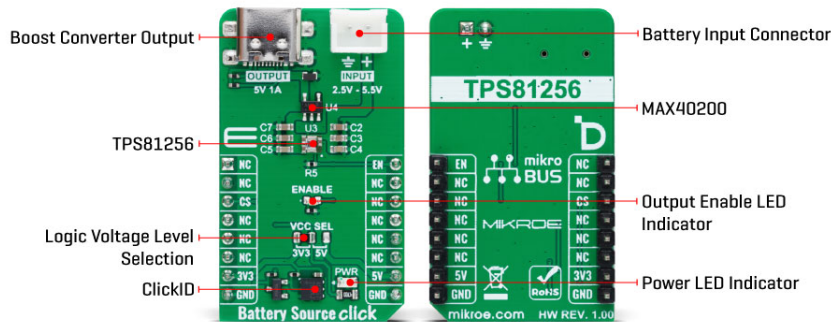 Boost Converter Output
TPS81256
Logic Voltage Level
Selection
ClickID
OUTPUT
5V 1A
INPUT
2.5V - 5.5V
+
U4
U3
C7
C6
C5
C2
C3
C4
R5
NC
NC
CS
NC
NC
NC
3V3
GND
EN
NC
NC
NC
NC
NC
5V
GND
ENABLE
VCC SEL
3V3 5V
PWR
Battery Source click
+
TPS81256
mikro
BUS
EN
NC
NC
NC
NC
NC
5V
GND
NC
NC
CS
NC
NC
NC
3V3
GND
MIKROE
RoHS
mikroe.com HW REV. 1.00
Battery Input Connector
MAX40200
Output Enable LED
Indicator
Power LED Indicator